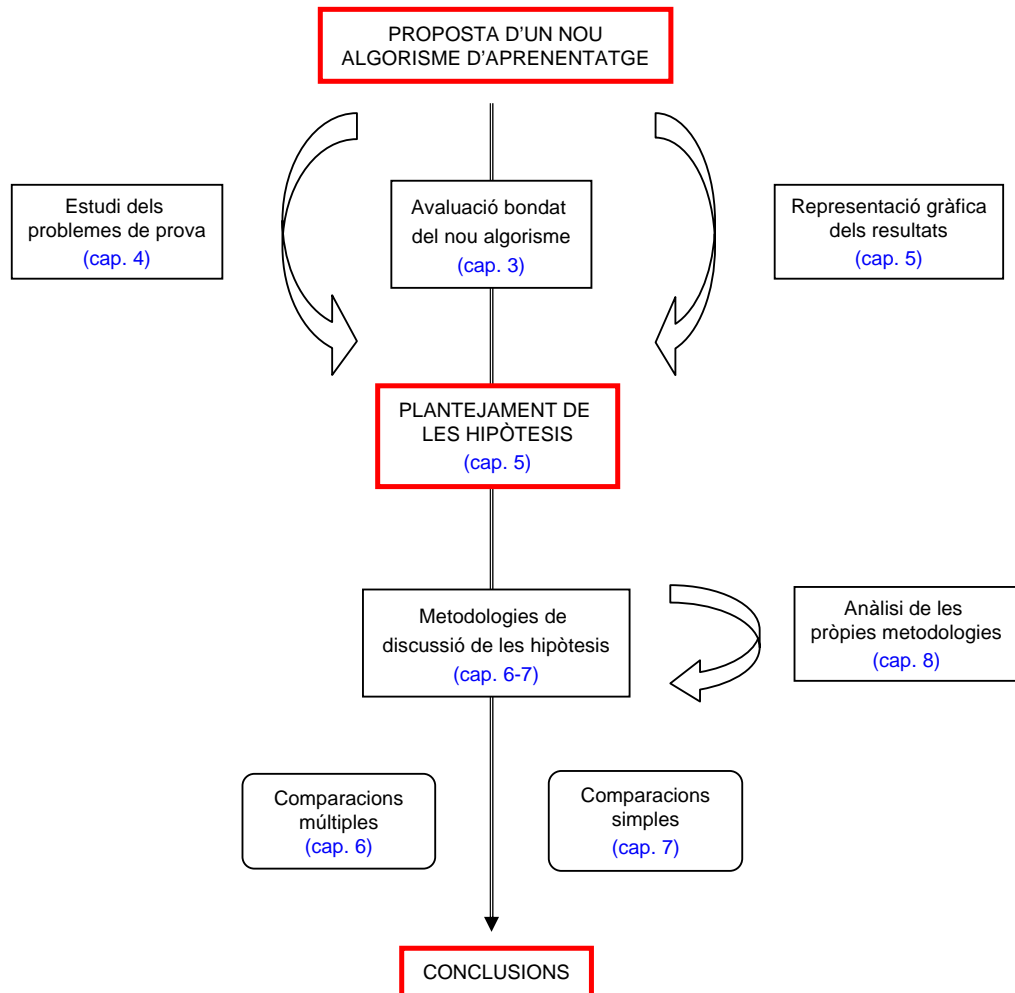 PROPOSTA D'UN NOU
ALGORISME D'APRENENTATGE
Estudi dels
problemes de prova
(cap. 4)
Avaluació bondat
del nou algorisme
(cap. 3)
Representació gràfica
dels resultats
(cap. 5)
PLANTEJAMENT DE
LES HIPÒTESIS
(cap. 5)
Metodologies de
discussió de les hipòtesis
(cap. 6-7)
Anàlisi de les
pròpies metodologies
(cap. 8)
Comparacions
múltiples
(cap. 6)
Comparacions
simples
(cap. 7)
CONCLUSIONS